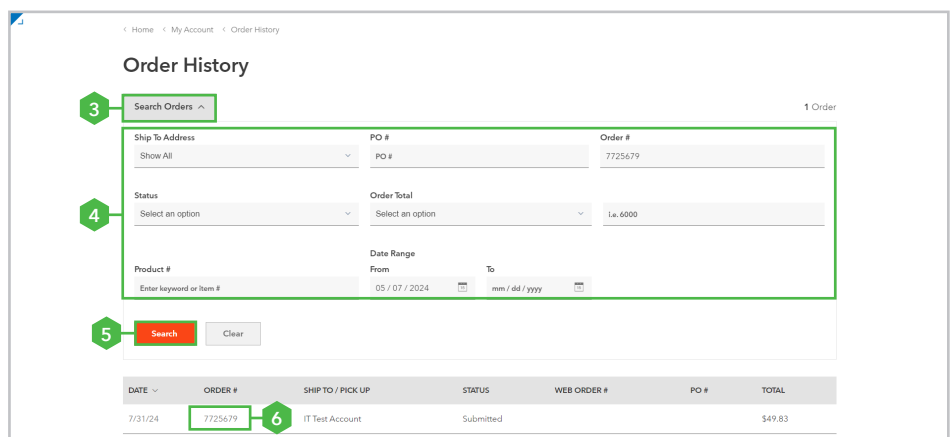 < Home < My Account < Order History
Order History
3 Search Orders 1 Order
Ship To Address PO # Order #
Show All PO # 7725679
Status Order Total
4 Select an option Select an option i.e. 6000
Date Range
Product # From To
Enter keyword or item # 05 / 07 / 2024 mm / dd / yyyy
5 Search Clear
DATE ORDER # SHIP TO / PICK UP STATUS WEB ORDER # PO # TOTAL
7/31/24 7725679 6 IT Test Account Submitted $49.83